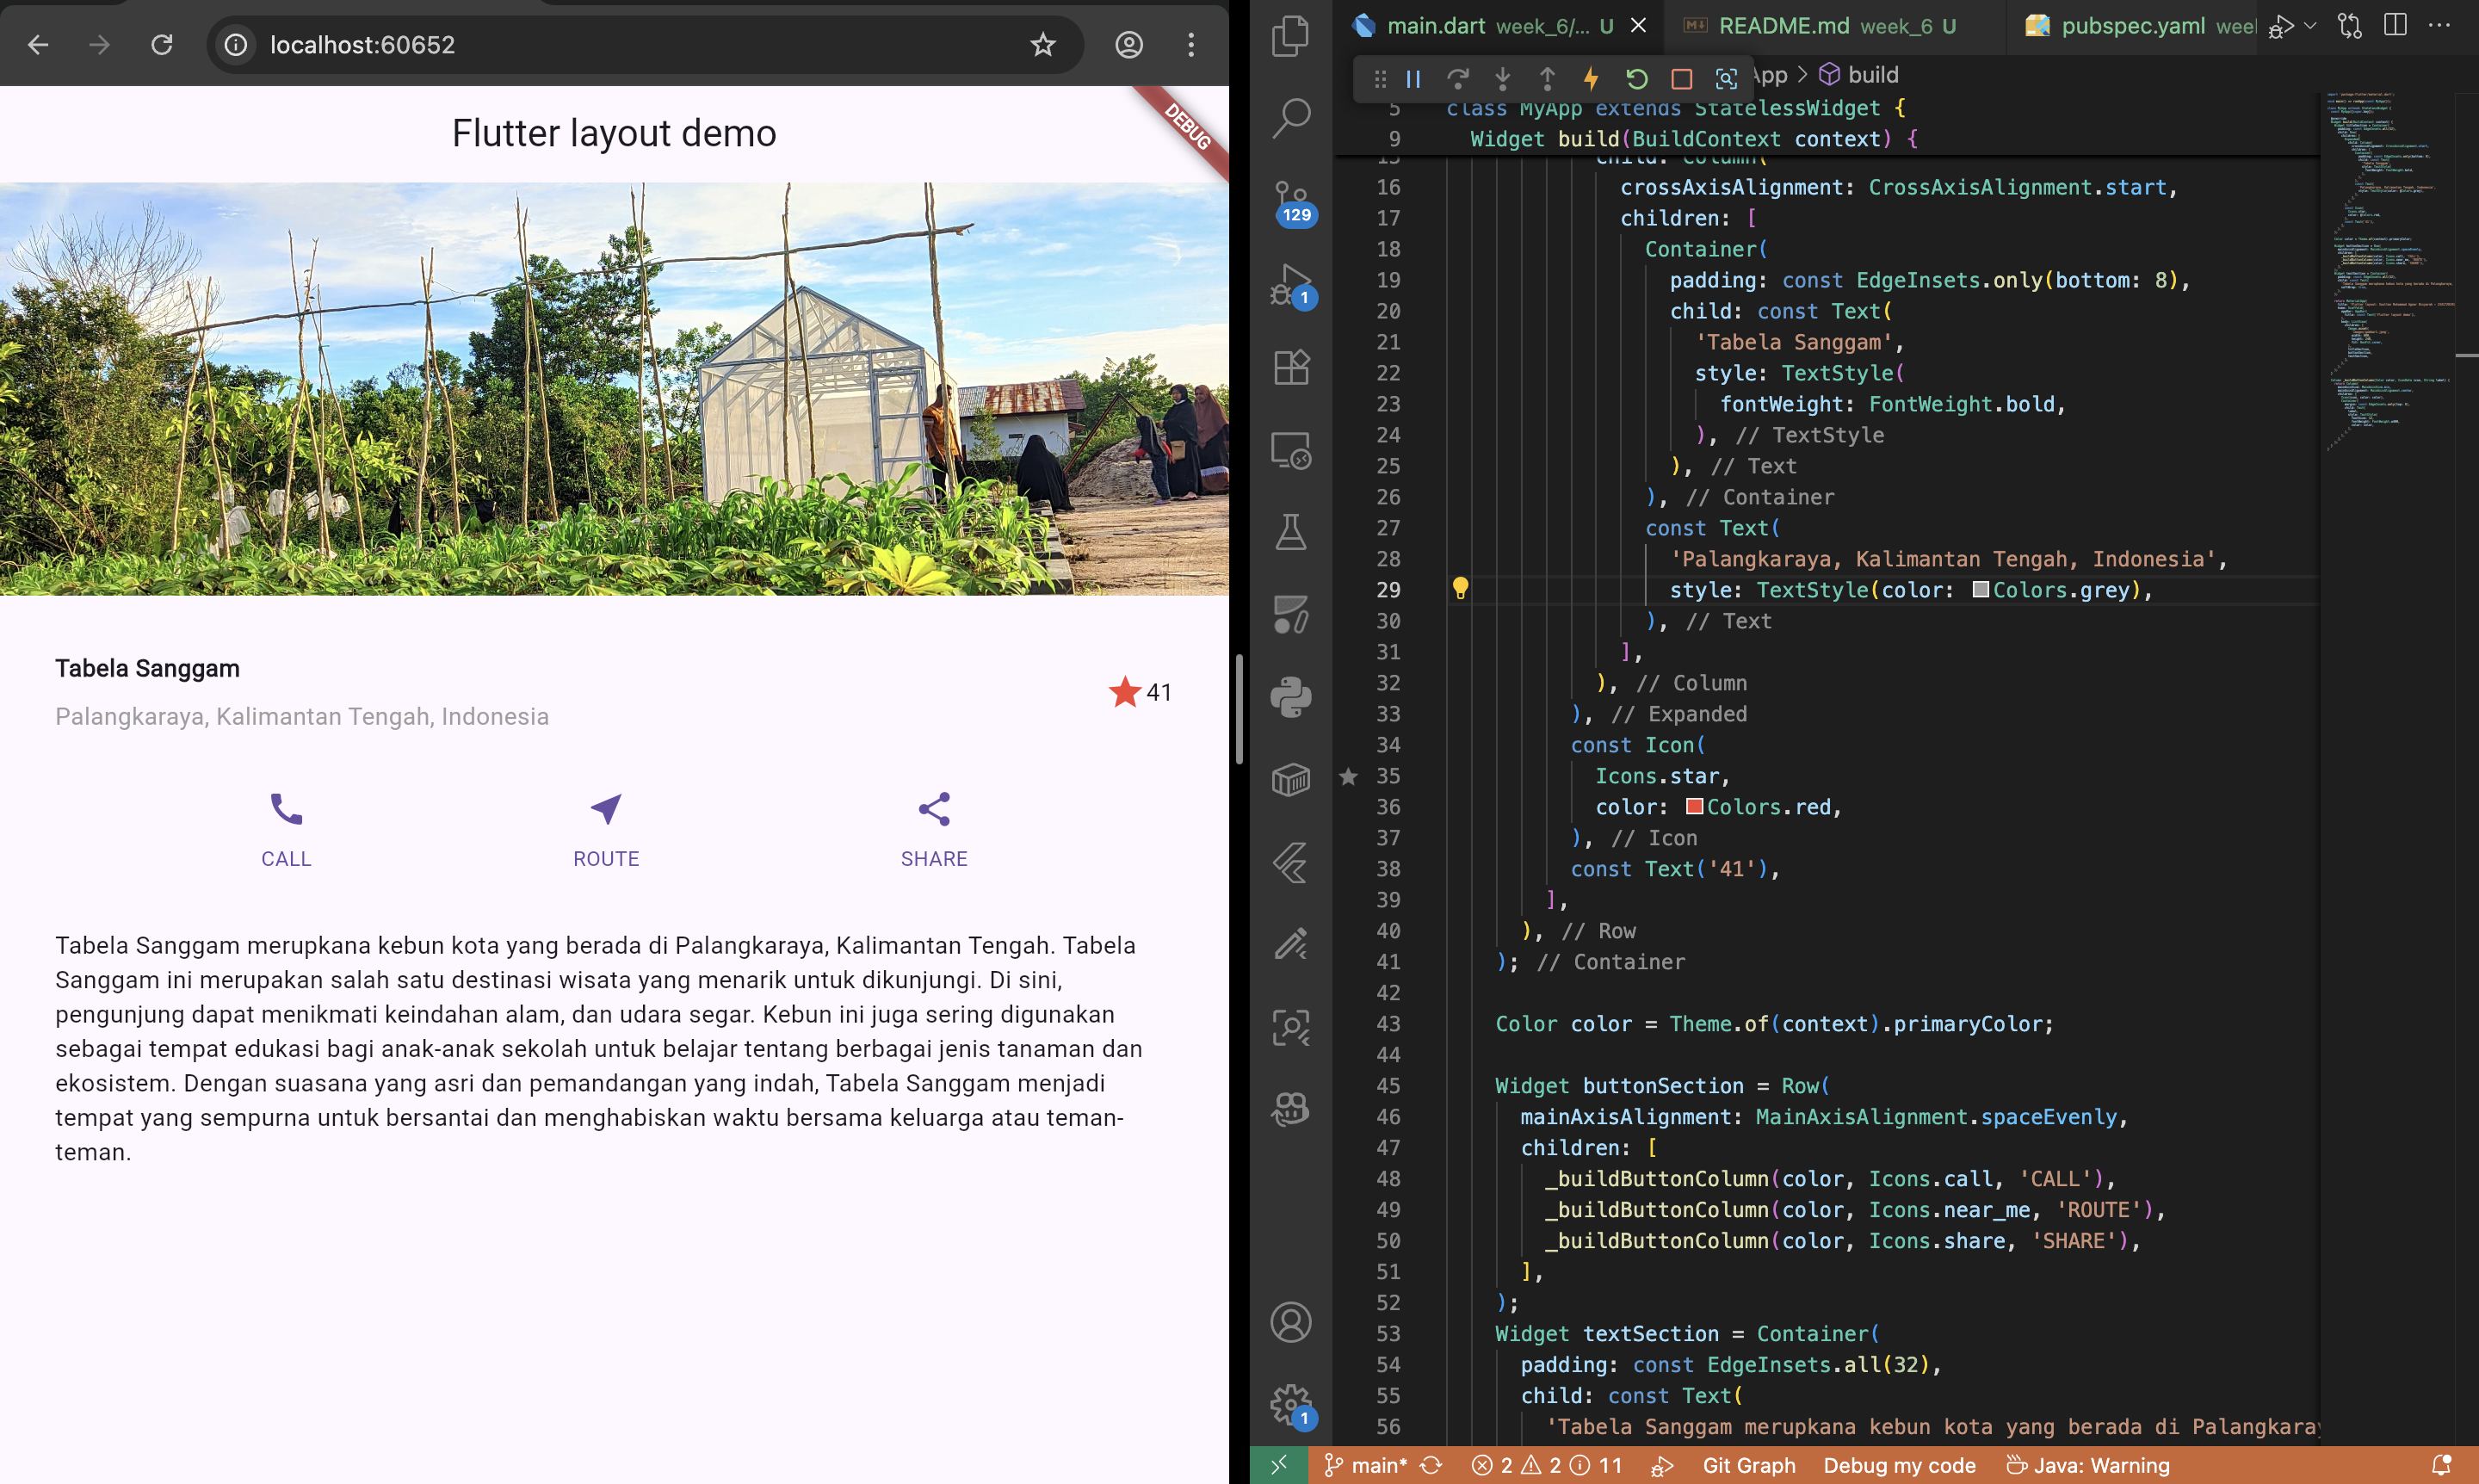 localhost:60652
Flutter layout demo
DEBUG
Tabela Sanggam
Palangkaraya, Kalimantan Tengah, Indonesia
41
CALL
ROUTE
SHARE
Tabela Sanggam merupkana kebun kota yang berada di Palangkaraya, Kalimantan Tengah. Tabela
Sanggam ini merupakan salah satu destinasi wisata yang menarik untuk dikunjungi. Di sini,
pengunjung dapat menikmati keindahan alam, dan udara segar. Kebun ini juga sering digunakan
sebagai tempat edukasi bagi anak-anak sekolah untuk belajar tentang berbagai jenis tanaman dan
ekosistem. Dengan suasana yang asri dan pemandangan yang indah, Tabela Sanggam menjadi
tempat yang sempurna untuk bersantai dan menghabiskan waktu bersama keluarga atau teman-
teman.
main.dart week_6/... U
README.md week_6 U
pubspec.yaml
App > build
129
1
1
5 class MyApp extends StatelessWidget {
9 Widget build(BuildContext context) {
child: Column(
16 crossAxisAlignment: CrossAxisAlignment.start,
17 children: [
18 Container(
19 padding: const EdgeInsets.only(bottom: 8),
20 child: const Text(
21 'Tabela Sanggam',
22 style: TextStyle(
23 fontWeight: FontWeight.bold,
24 ), // TextStyle
25 ), // Text
26 ), // Container
27 const Text(
28 'Palangkaraya, Kalimantan Tengah, Indonesia',
29 style: TextStyle(color: Colors.grey),
30 ), // Text
31 ],
32 ), // Column
33 ), // Expanded
34 const Icon(
35 Icons.star,
36 color: Colors.red,
37 ), // Icon
38 const Text('41'),
39 ],
40 ), // Row
41 ); // Container
42
43 Color color = Theme.of(context).primaryColor;
44
45 Widget buttonSection = Row(
46 mainAxisAlignment: MainAxisAlignment.spaceEvenly,
47 children: [
48 _buildButtonColumn(color, Icons.call, 'CALL'),
49 _buildButtonColumn(color, Icons.near_me, 'ROUTE'),
50 _buildButtonColumn(color, Icons.share, 'SHARE'),
51 ],
52 );
53 Widget textSection = Container(
54 padding: const EdgeInsets.all(32),
55 child: const Text(
56 'Tabela Sanggam merupkana kebun kota yang berada di Palangkaray
main* 2 2 11 Git Graph Debug my code Java: Warning